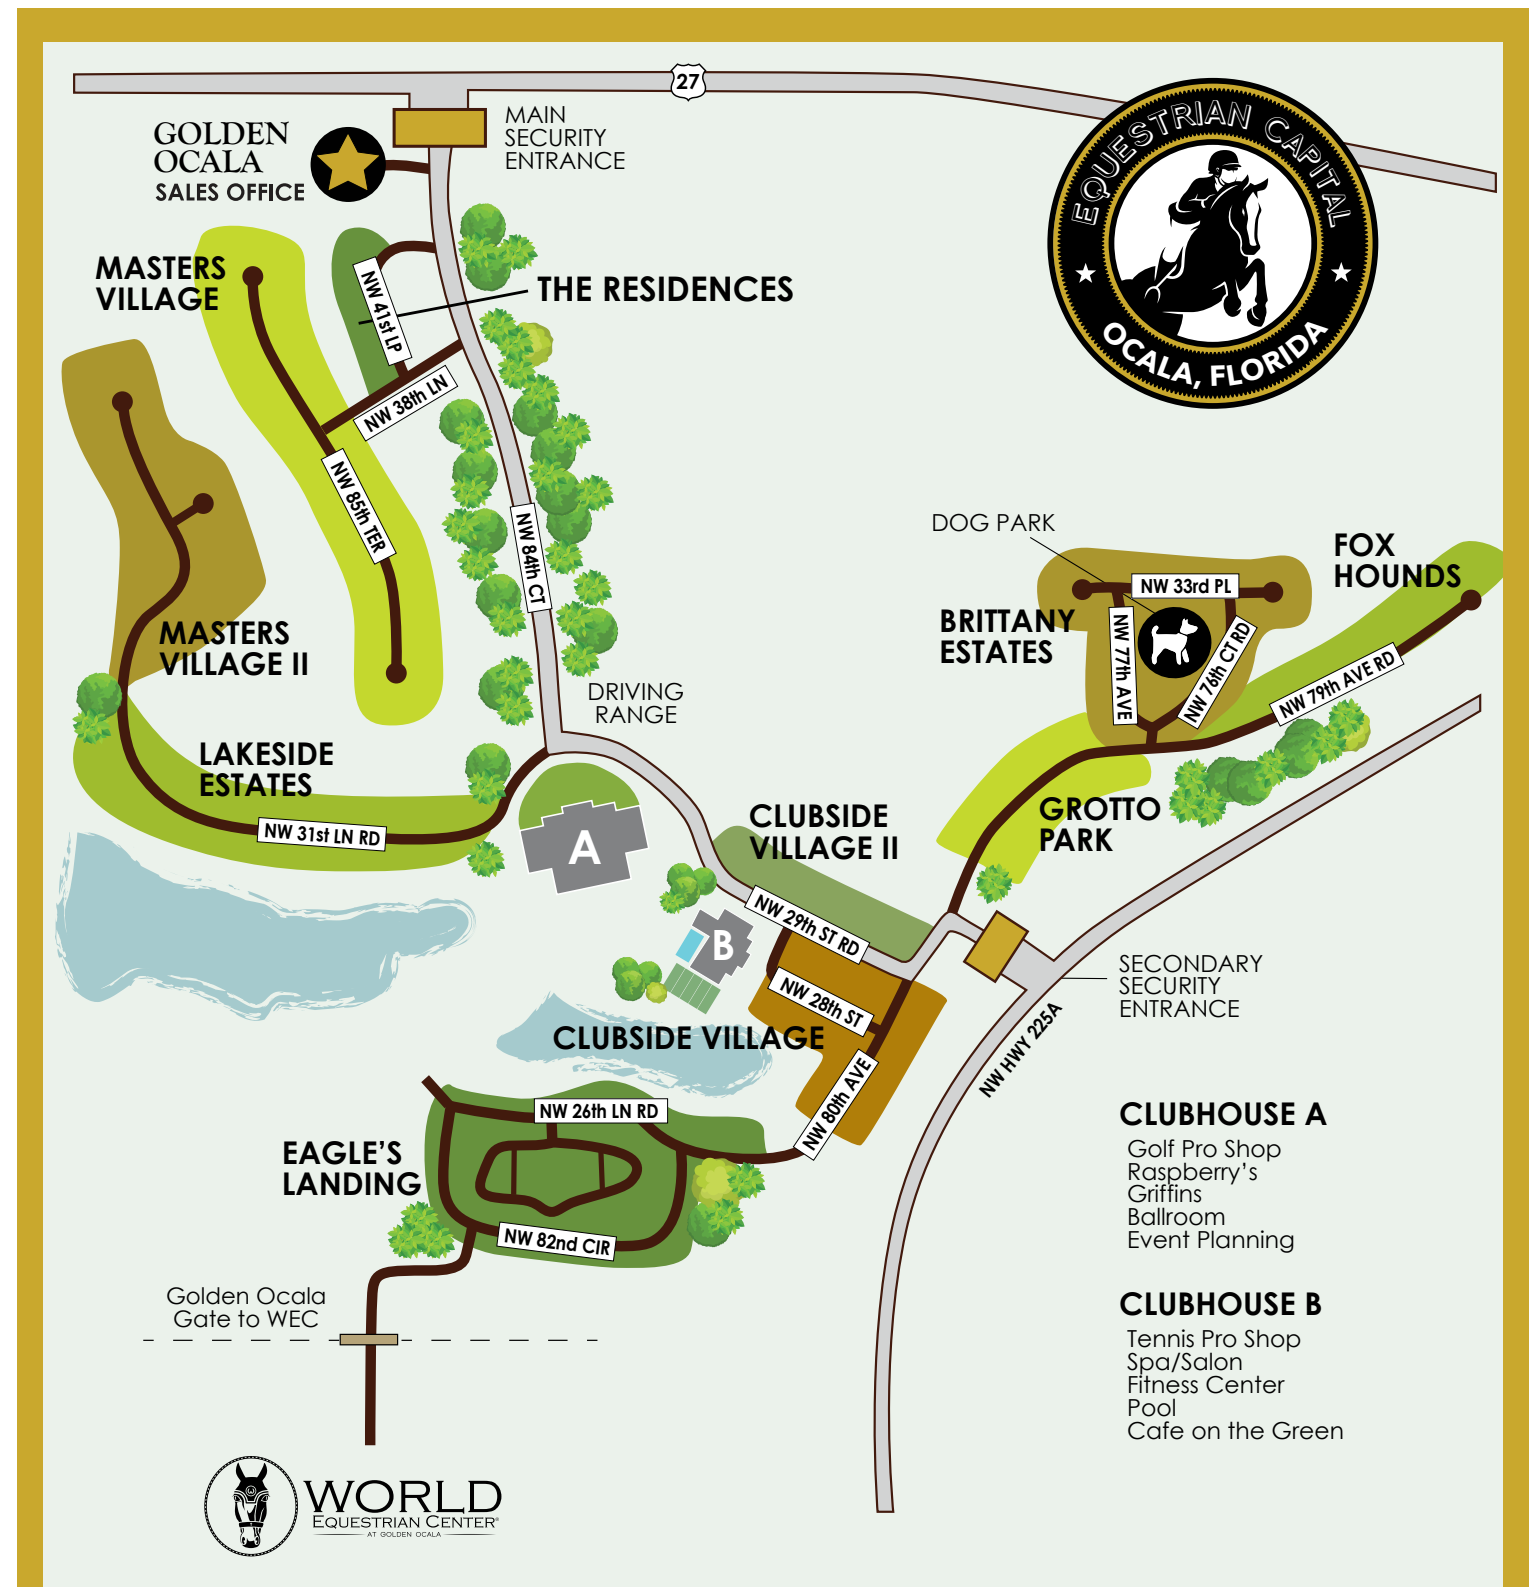 27
MAIN
SECURITY
ENTRANCE
GOLDEN
OCALA
SALES OFFICE
EQUESTRIAN CAPITAL
OCALA, FLORIDA
MASTERS
VILLAGE
NW 41st LP
THE RESIDENCES
NW 38th LN
NW 85th TER
NW 84th CT
MASTERS
VILLAGE II
DOG PARK
FOX
HOUNDS
NW 33rd PL
BRITTANY
ESTATES
NW 77th AVE
NW 76th CT RD
NW 79th AVE RD
DRIVING
RANGE
LAKESIDE
ESTATES
NW 31st LN RD
A
CLUBSIDE
VILLAGE II
GROTTO
PARK
NW 29th ST RD
B
NW 28th ST
SECONDARY
SECURITY
ENTRANCE
NW HWY 225A
CLUBSIDE VILLAGE
NW 80th AVE
NW 26th LN RD
EAGLE'S
LANDING
NW 82nd CIR
CLUBHOUSE A
Golf Pro Shop
Raspberry's
Griffins
Ballroom
Event Planning
Golden Ocala
Gate to WEC
CLUBHOUSE B
Tennis Pro Shop
Spa/Salon
Fitness Center
Pool
Cafe on the Green
WORLD
EQUESTRIAN CENTER®
AT GOLDEN OCALA